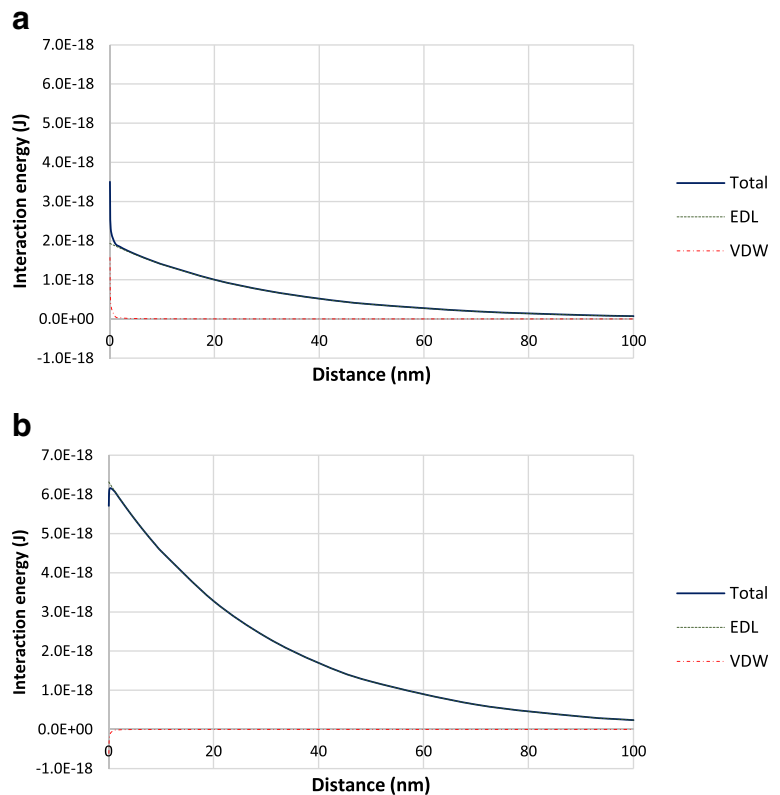 a
7.0E-18
6.0E-18
5.0E-18
4.0E-18
3.0E-18
2.0E-18
1.0E-18
0.0E+00
-1.0E-18
Interaction energy (J)
0 20 40 60 80 100
Distance (nm)
Total
EDL
VDW
b
7.0E-18
6.0E-18
5.0E-18
4.0E-18
3.0E-18
2.0E-18
1.0E-18
0.0E+00
-1.0E-18
Interaction energy (J)
0 20 40 60 80 100
Distance (nm)
Total
EDL
VDW